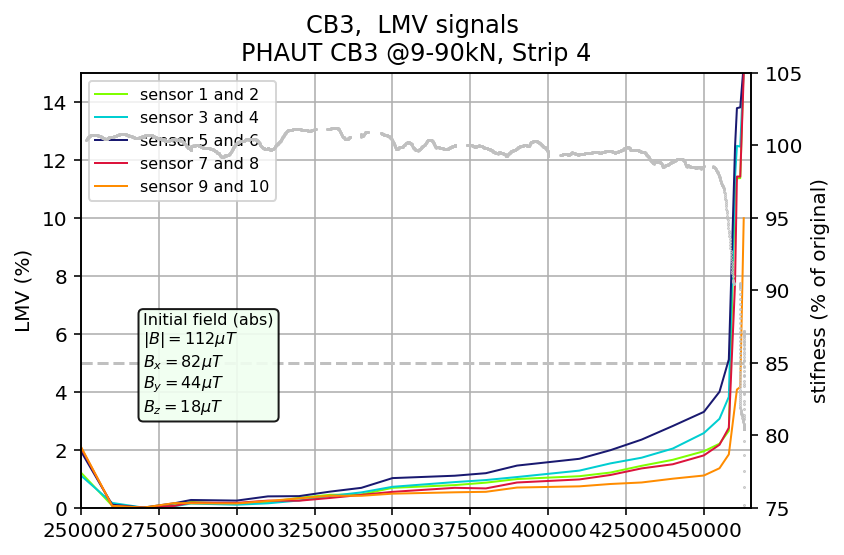 CB3,  LMV signals
PHAUT CB3 @9-90kN, Strip 4
sensor 1 and 2
sensor 3 and 4
sensor 5 and 6
sensor 7 and 8
sensor 9 and 10
LMV (%)
14
12
10
8
6
4
2
0
Initial field (abs)
|B| = 112μT
Bₓ = 82μT
By = 44μT
Bz = 18μT
105
100
95
90
85
80
75
stifness (% of original)
250000 275000 300000 325000 350000 375000 400000 425000 450000